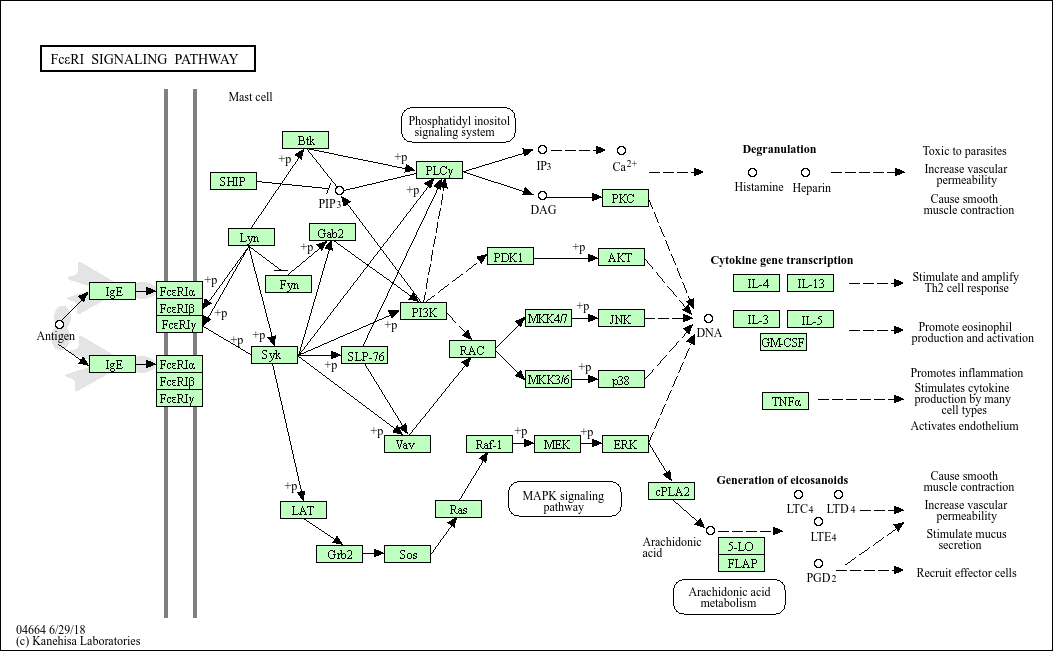 FcεRI SIGNALING PATHWAY
Mast cell
Btk
+p
+p
PLCγ
+p
Phosphatidyl inositol
signaling system
IP3
Ca2+
DAG
PKC
SHIP
PIP3
Lyn
Gab2
+p
Fyn
Antigen
IgE
FcεRIα
FcεRIβ
FcεRIγ
+p
+p
IgE
FcεRIα
FcεRIβ
FcεRIγ
Syk
+p
+p
SLP-76
PI3K
+p
PDK1
+p
AKT
RAC
MKK4/7
+p
JNK
MKK3/6
+p
p38
Vav
+p
Raf-1
+p
MEK
+p
ERK
LAT
+p
Grb2
Sos
Ras
MAPK signaling
pathway
cPLA2
Arachidonic
acid
5-LO
FLAP
Arachidonic acid
metabolism
DNA
Degranulation
Histamine
Heparin
Toxic to parasites
Increase vascular
permeability
Cause smooth
muscle contraction
Cytokine gene transcription
IL-4
IL-13
Stimulate and amplify
Th2 cell response
IL-3
IL-5
GM-CSF
Promote eosinophil
production and activation
TNFα
Promotes inflammation
Stimulates cytokine
production by many
cell types
Activates endothelium
Generation of eicosanoids
LTC4
LTD4
LTE4
PGD2
Cause smooth
muscle contraction
Increase vascular
permeability
Stimulate mucus
secretion
Recruit effector cells
04664 6/29/18
(c) Kanehisa Laboratories